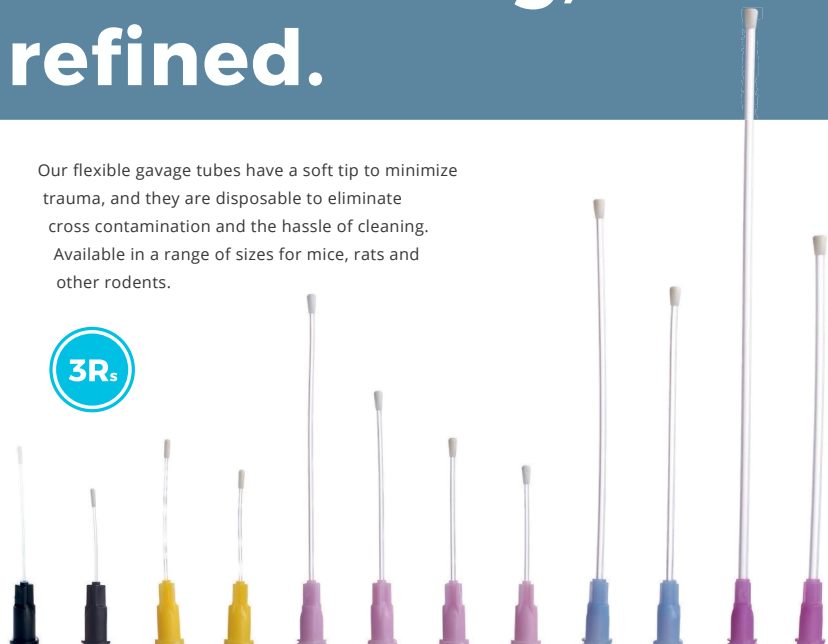 refined.
Our flexible gavage tubes have a soft tip to minimize
trauma, and they are disposable to eliminate
cross contamination and the hassle of cleaning.
Available in a range of sizes for mice, rats and
other rodents.
3Rs